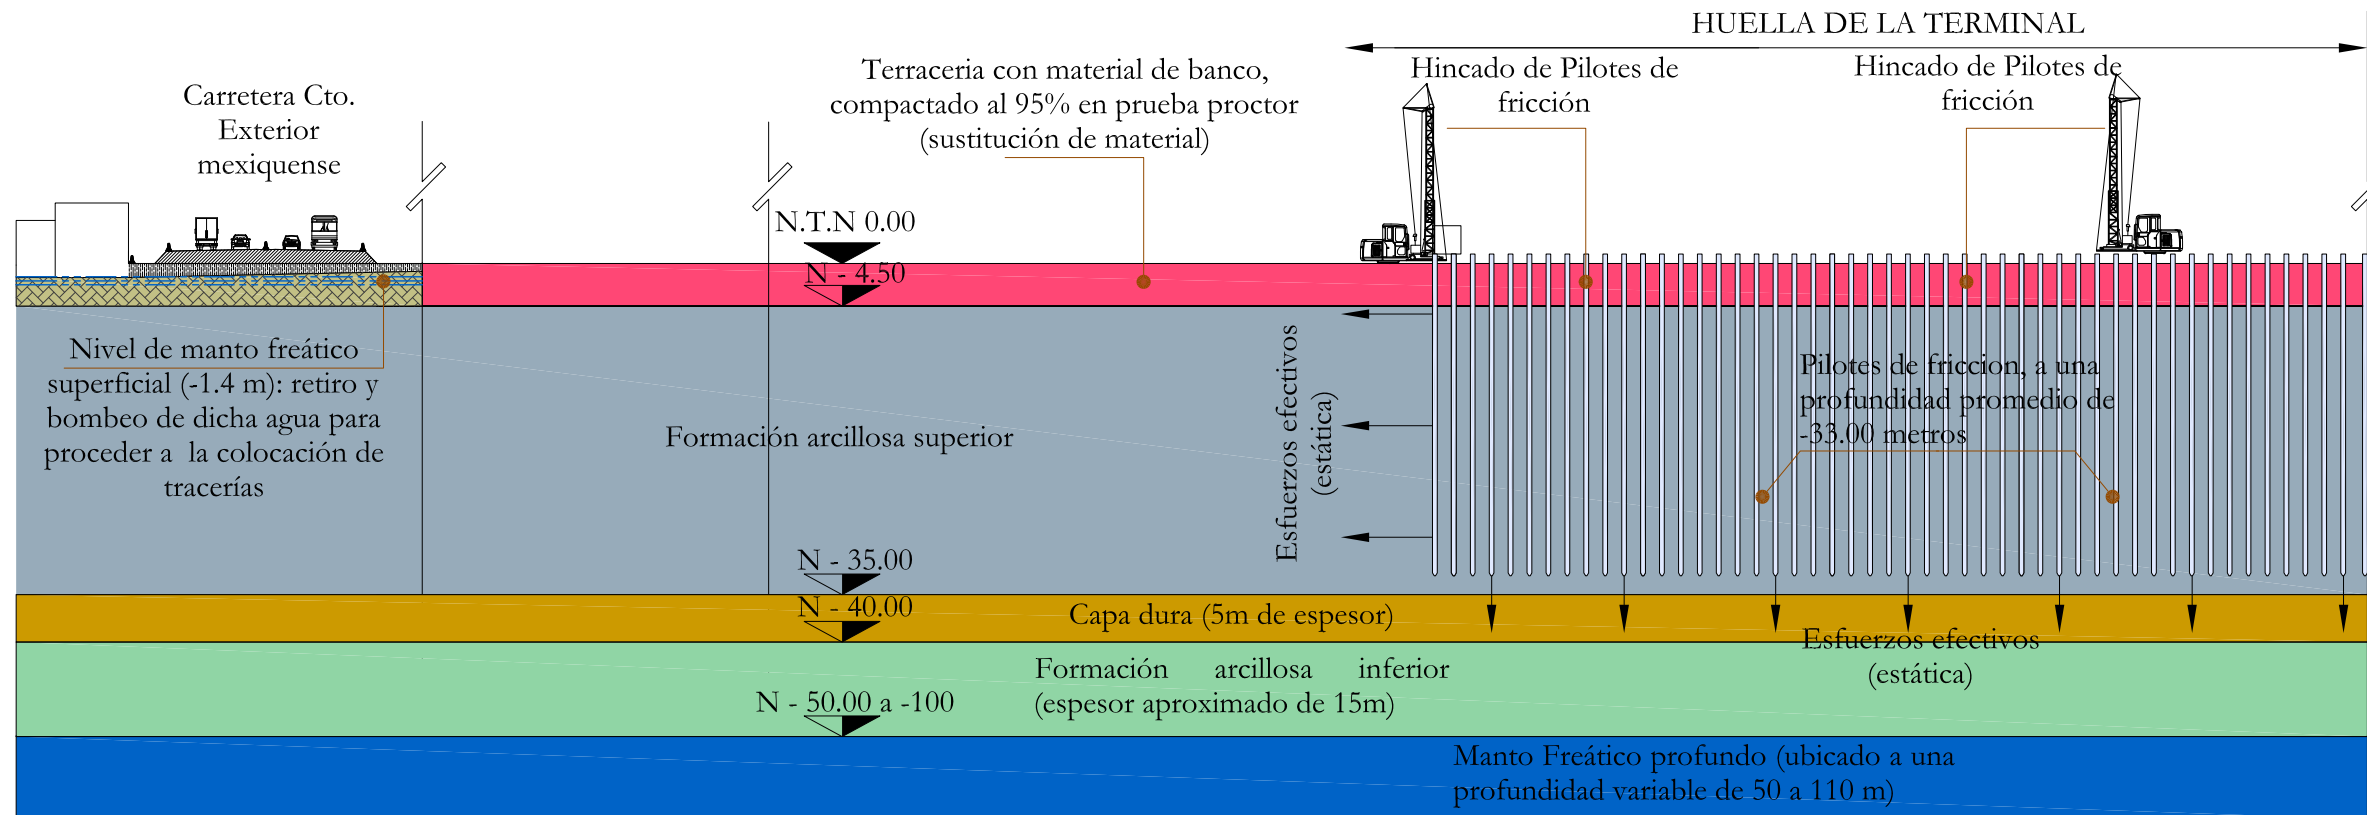 HUELLA DE LA TERMINAL
Carretera Cto.
Exterior
mexiquense
Terraceria con material de banco,
compactado al 95% en prueba proctor
(sustitución de material)
Hincado de Pilotes de
fricción
Hincado de Pilotes de
fricción
N.T.N 0.00
N - 4.50
Nivel de manto freático
superficial (-1.4 m): retiro y
bombeo de dicha agua para
proceder a la colocación de
tracerías
Formación arcillosa superior
Esfuerzos efectivos
(estática)
Pilotes de friccion, a una
profundidad promedio de
-33.00 metros
N - 35.00
N - 40.00
Capa dura (5m de espesor)
Esfuerzos efectivos
(estática)
Formación arcillosa inferior
(espesor aproximado de 15m)
N - 50.00 a -100
Manto Freático profundo (ubicado a una
profundidad variable de 50 a 110 m)